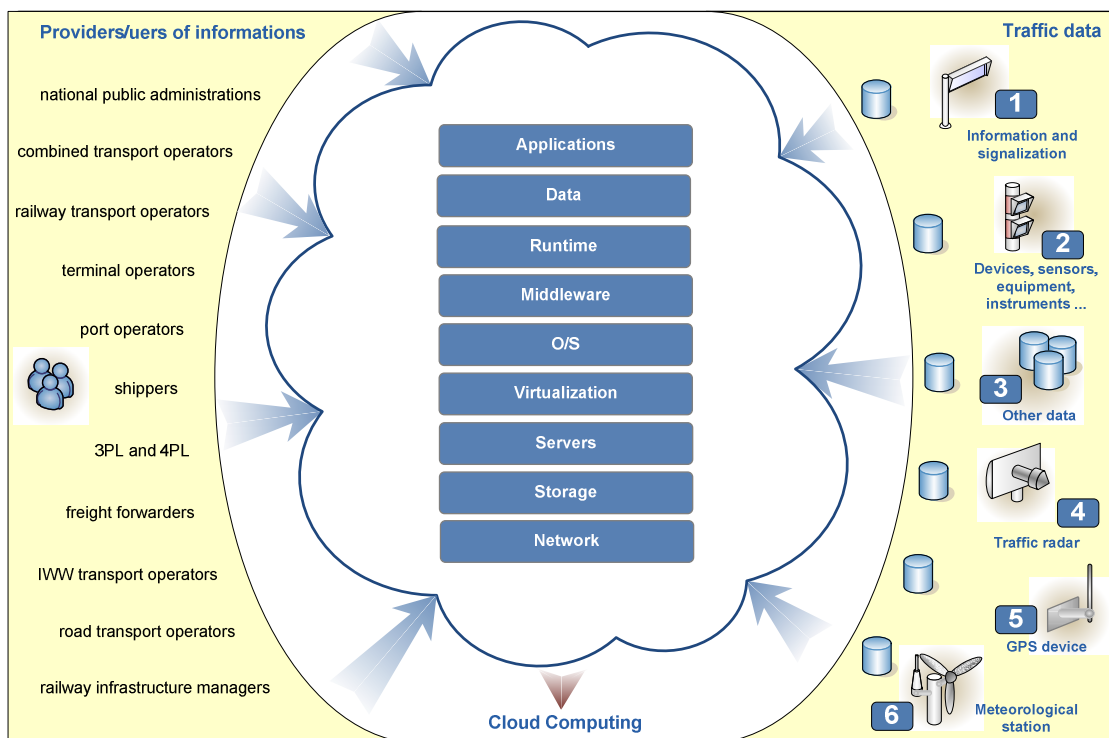 Providers/uers of informations
national public administrations
combined transport operators
railway transport operators
terminal operators
port operators
shippers
3PL and 4PL
freight forwarders
IWW transport operators
road transport operators
railway infrastructure managers
Applications
Data
Runtime
Middleware
O/S
Virtualization
Servers
Storage
Network
Cloud Computing
Traffic data
1
Information and
signalization
2
Devices, sensors,
equipment,
instruments ...
3
Other data
4
Traffic radar
5
GPS device
6
Meteorological
station